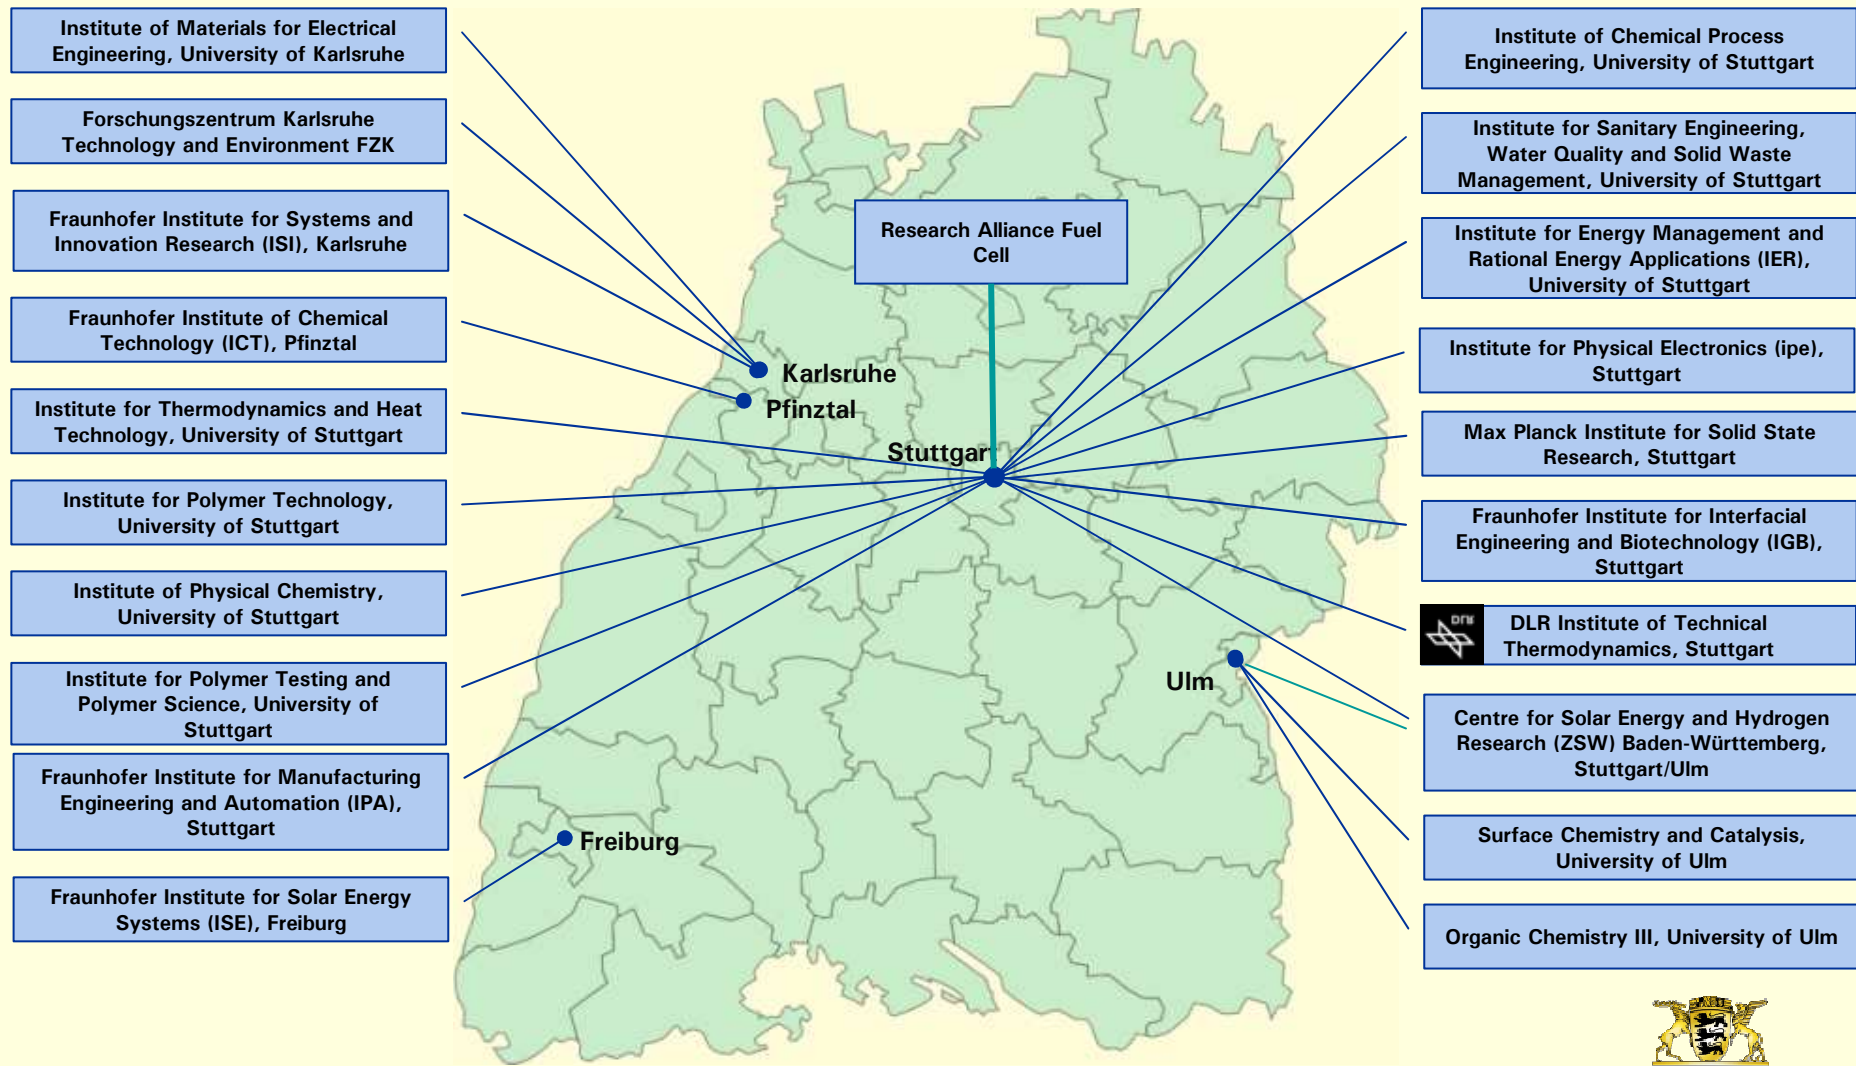 Institute of Materials for Electrical
Engineering, University of Karlsruhe
Forschungszentrum Karlsruhe
Technology and Environment FZK
Fraunhofer Institute for Systems and
Innovation Research (ISI), Karlsruhe
Fraunhofer Institute of Chemical
Technology (ICT), Pfinztal
Institute for Thermodynamics and Heat
Technology, University of Stuttgart
Institute for Polymer Technology,
University of Stuttgart
Institute of Physical Chemistry,
University of Stuttgart
Institute for Polymer Testing and
Polymer Science, University of
Stuttgart
Fraunhofer Institute for Manufacturing
Engineering and Automation (IPA),
Stuttgart
Fraunhofer Institute for Solar Energy
Systems (ISE), Freiburg
Research Alliance Fuel
Cell
Karlsruhe
Pfinztal
Stuttgart
Ulm
Freiburg
Institute of Chemical Process
Engineering, University of Stuttgart
Institute for Sanitary Engineering,
Water Quality and Solid Waste
Management, University of Stuttgart
Institute for Energy Management and
Rational Energy Applications (IER),
University of Stuttgart
Institute for Physical Electronics (ipe),
Stuttgart
Max Planck Institute for Solid State
Research, Stuttgart
Fraunhofer Institute for Interfacial
Engineering and Biotechnology (IGB),
Stuttgart
DLR
DLR Institute of Technical
Thermodynamics, Stuttgart
Centre for Solar Energy and Hydrogen
Research (ZSW) Baden-Württemberg,
Stuttgart/Ulm
Surface Chemistry and Catalysis,
University of Ulm
Organic Chemistry III, University of Ulm